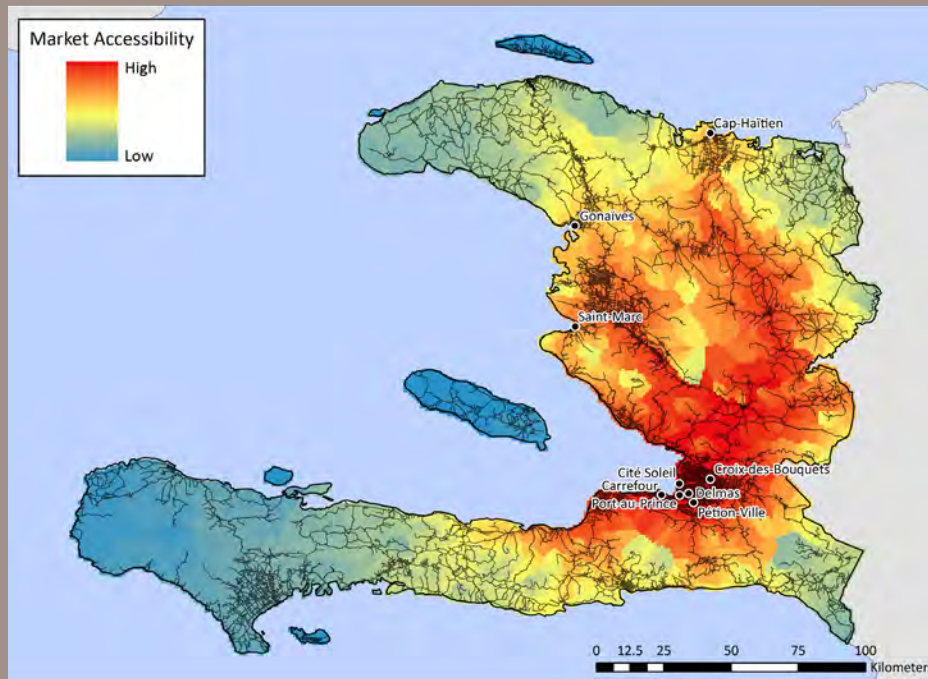 Market Accessibility
High
Low
Cap-Haïtien
Gonaïves
Saint-Marc
Cité Soleil
Croix-des-Bouquets
Carrefour
Delmas
Port-au-Prince
Pétion-Ville
0 12.5 25 50 75 100
Kilometer